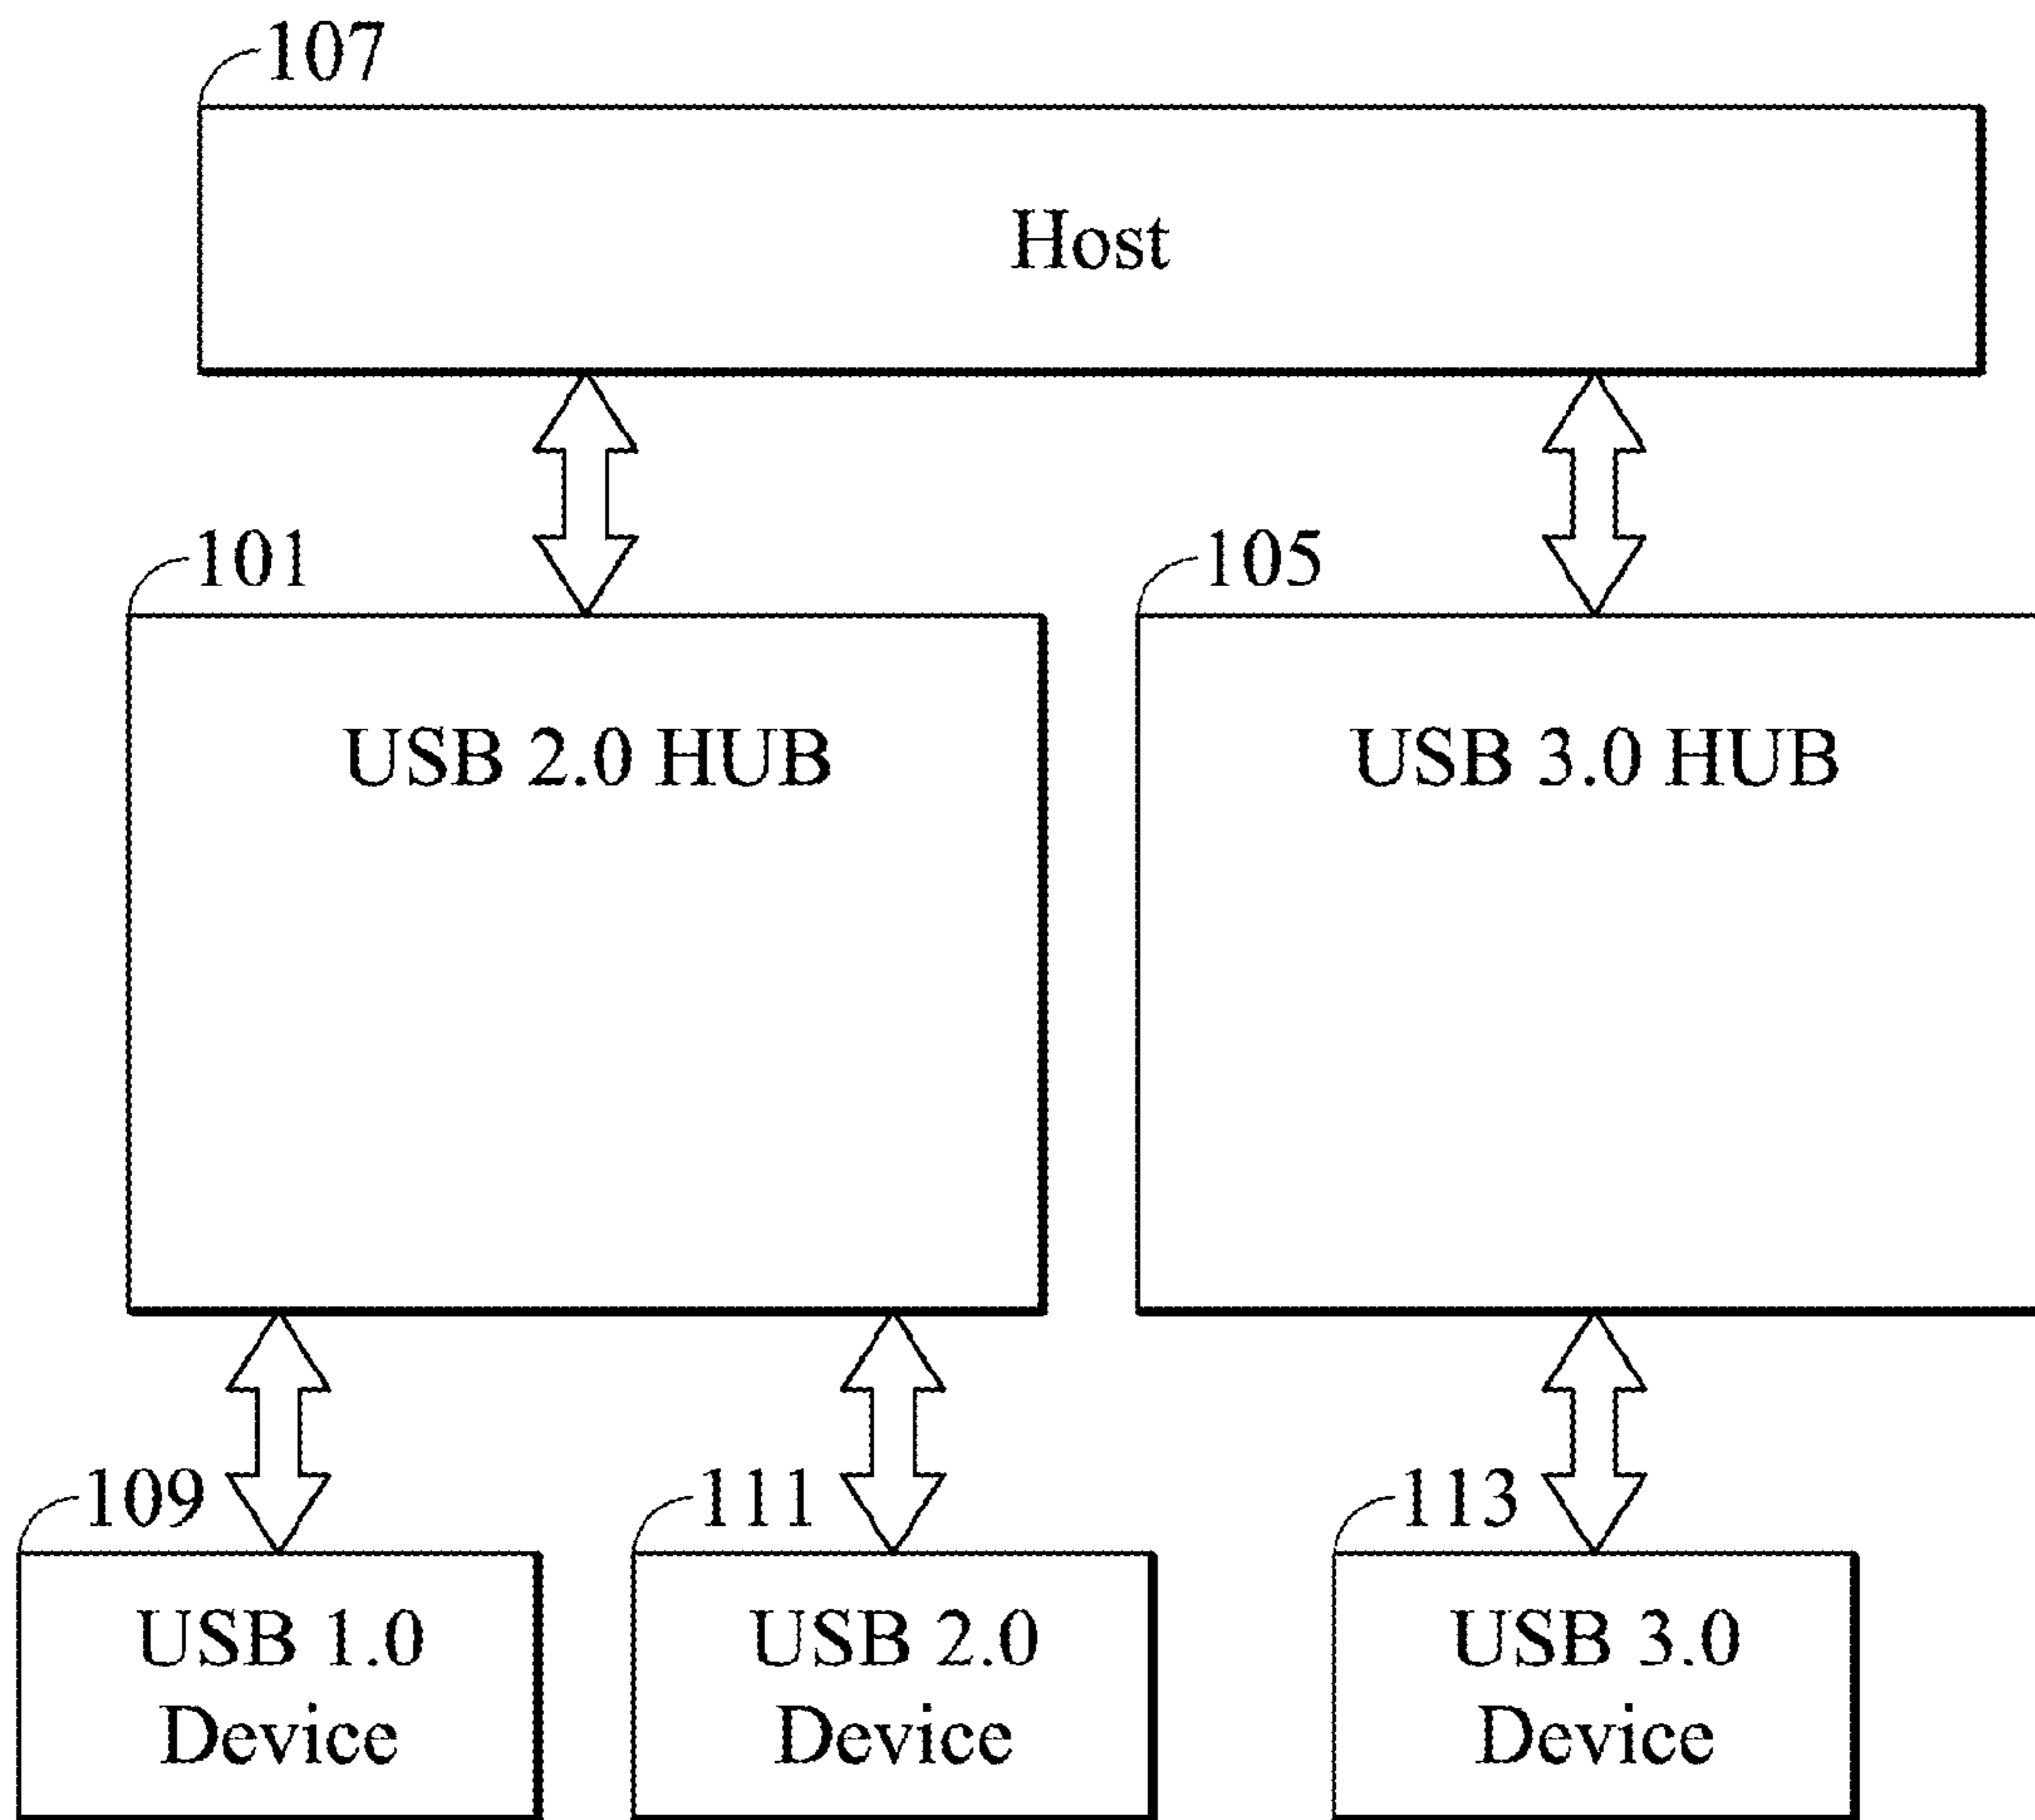 107
Host
101
105
USB 2.0 HUB
USB 3.0 HUB
109
111
113
USB 1.0
Device
USB 2.0
Device
USB 3.0
Device